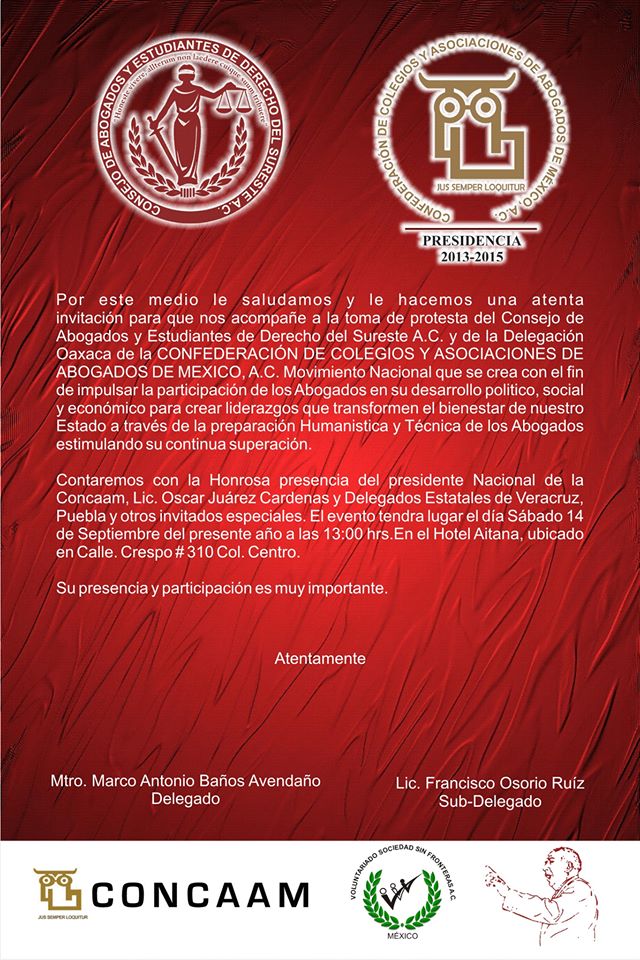 CONSEJO DE ABOGADOS Y ESTUDIANTES DE DERECHO DEL SURESTE A.C.
Honeste vivere, allterum non laedere cuique suum tribuere
CONFEDERACIÓN DE COLEGIOS Y ASOCIACIONES DE ABOGADOS DE MÉXICO, A.C.
JUS SEMPER LOQUITUR
PRESIDENCIA
2013-2015
Por este medio le saludamos y le hacemos una atenta
invitación para que nos acompañe a la toma de protesta del Consejo de
Abogados y Estudiantes de Derecho del Sureste A.C. y de la Delegación
Oaxaca de la CONFEDERACIÓN DE COLEGIOS Y ASOCIACIONES DE
ABOGADOS DE MEXICO, A.C. Movimiento Nacional que se crea con el fin
de impulsar la participación de los Abogados en su desarrollo politico, social
y económico para crear liderazgos que transformen el bienestar de nuestro
Estado a través de la preparación Humanistica y Técnica de los Abogados
estimulando su continua superación.
Contaremos con la Honrosa presencia del presidente Nacional de la
Concaam, Lic. Oscar Juárez Cardenas y Delegados Estatales de Veracruz,
Puebla y otros invitados especiales. El evento tendra lugar el día Sábado 14
de Septiembre del presente año a las 13:00 hrs.En el Hotel Aitana, ubicado
en Calle. Crespo # 310 Col. Centro.
Su presencia y participación es muy importante.
Atentamente
Mtro. Marco Antonio Baños Avendaño
Delegado
Lic. Francisco Osorio Ruíz
Sub-Delegado
JUS SEMPER LOQUITUR
CONCAAM
VOLUNTARIADO SOCIEDAD SIN FRONTERAS A.C.
MÉXICO